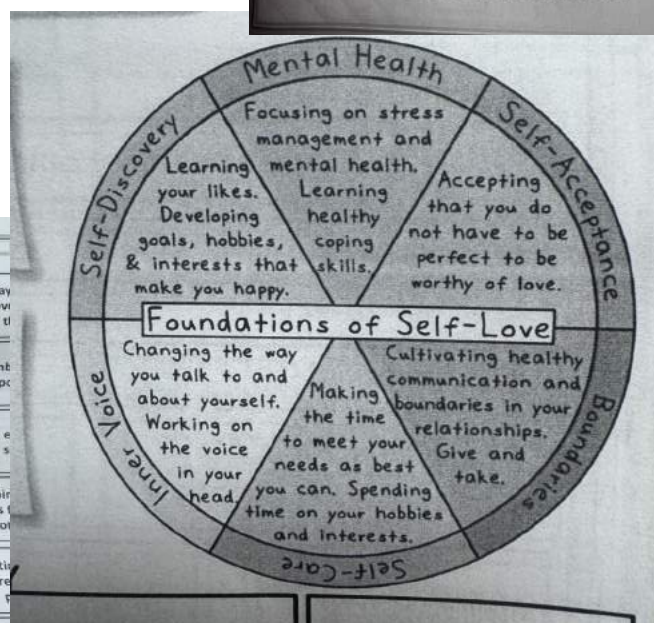 Mental Health
Focusing on stress
management and
mental health.
Learning
healthy
coping
skills.
Self-Acceptance
Accepting
that you do
not have to be
perfect to be
worthy of love.
Self-Discovery
Learning
your likes.
Developing
goals, hobbies,
& interests that
make you happy.
Foundations of Self-Love
Inner Voice
Changing the way
you talk to and
about yourself.
Working on
the voice
in your
head.
Self-Care
Making
the time
to meet your
needs as best
you can. Spending
time on your hobbies
and interests.
Boundaries
Cultivating healthy
communication and
boundaries in your
relationships.
Give and
take.